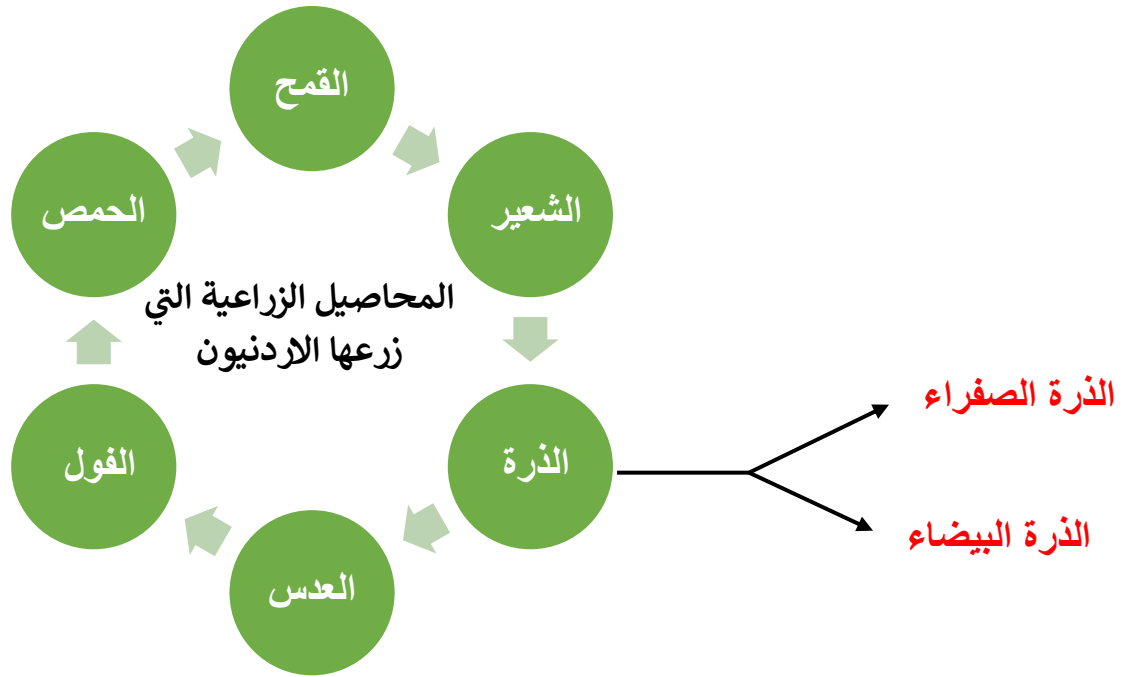 القمح
الشعير
الذرة
العدس
الفول
الحمص
المحاصيل الزراعية التي
زرعها الاردنيون
الذرة الصفراء
الذرة البيضاء